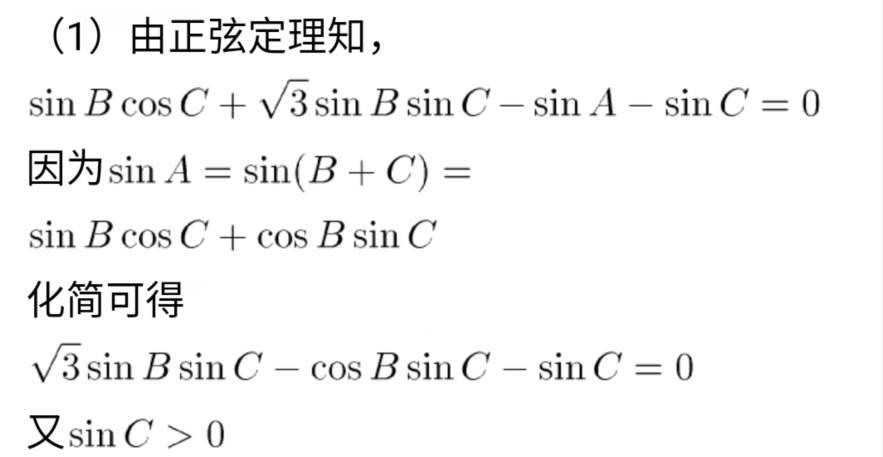 （1）由正弦定理知，
sin B cos C + √3 sin B sin C − sin A − sin C = 0
因为 sin A = sin(B + C) =
sin B cos C + cos B sin C
化简可得
√3 sin B sin C − cos B sin C − sin C = 0
又 sin C > 0